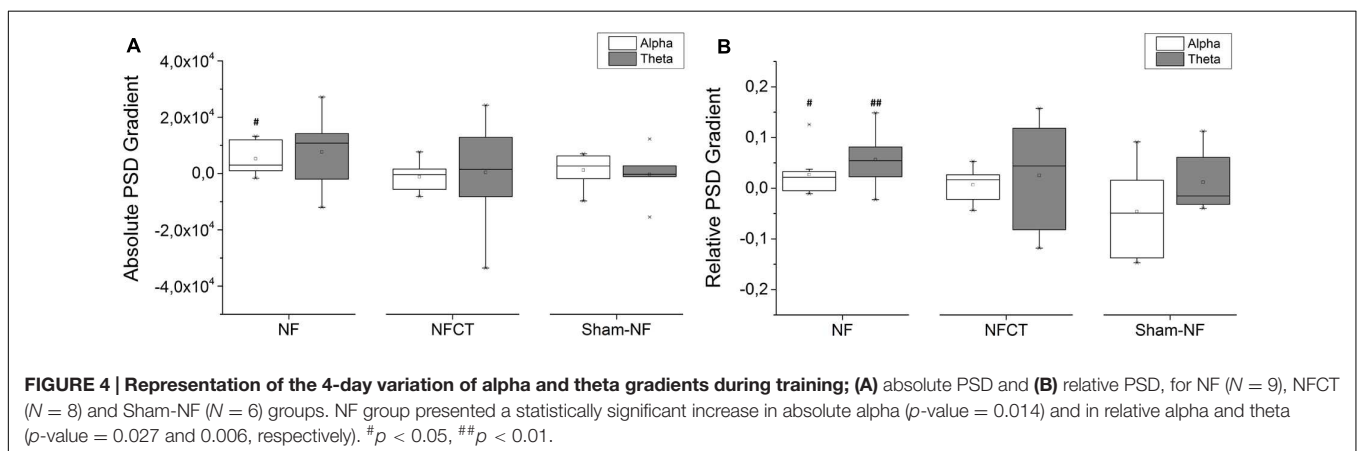 A
Alpha
Theta
4,0x10⁴
2,0x10⁴
0,0
-2,0x10⁴
-4,0x10⁴
Absolute PSD Gradient
#
NF
NFCT
Sham-NF
B
Alpha
Theta
0,2
0,1
0,0
-0,1
-0,2
Relative PSD Gradient
#
##
NF
NFCT
Sham-NF
FIGURE 4 | Representation of the 4-day variation of alpha and theta gradients during training; (A) absolute PSD and (B) relative PSD, for NF (N = 9), NFCT
(N = 8) and Sham-NF (N = 6) groups. NF group presented a statistically significant increase in absolute alpha (p-value = 0.014) and in relative alpha and theta
(p-value = 0.027 and 0.006, respectively). #p < 0.05, ##p < 0.01.